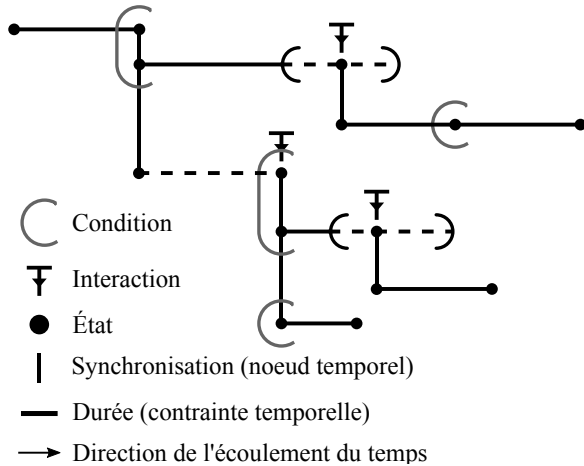 Condition
Interaction
État
Synchronisation (noeud temporel)
Durée (contrainte temporelle)
Direction de l'écoulement du temps